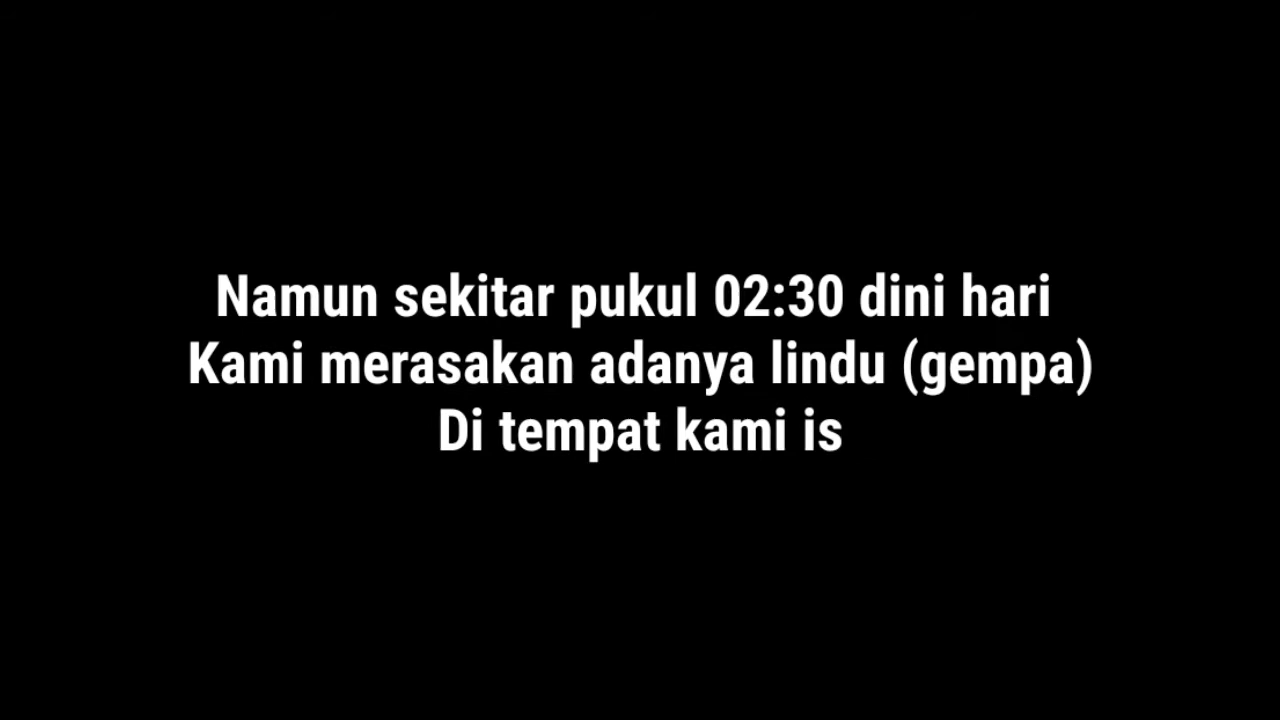 Namun sekitar pukul 02:30 dini hari
Kami merasakan adanya lindu (gempa)
Di tempat kami is